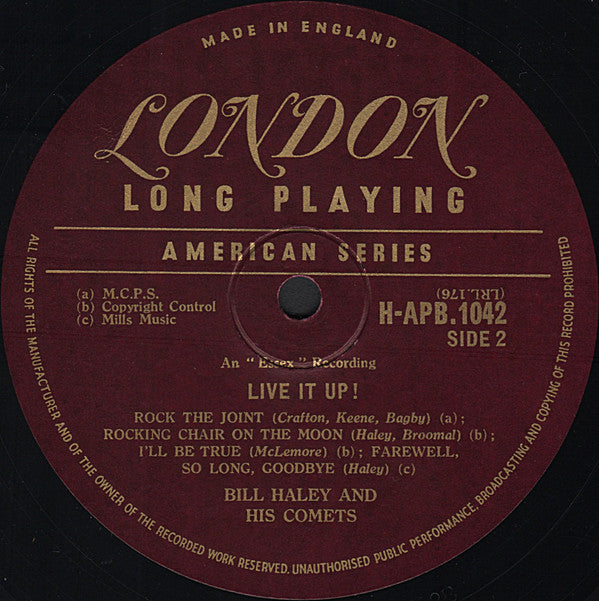 MADE IN ENGLAND
LONDON
LONG PLAYING
AMERICAN SERIES
(a) M.C.P.S.
(b) Copyright Control
(c) Mills Music
(LRL.176)
H-APB.1042
SIDE 2
An "Essex" Recording
LIVE IT UP!
ROCK THE JOINT (Crafton, Keene, Bagby) (a);
ROCKING CHAIR ON THE MOON (Haley, Broomal) (b);
I'LL BE TRUE (McLemore) (b); FAREWELL,
SO LONG, GOODBYE (Haley) (c)
BILL HALEY AND
HIS COMETS
ALL RIGHTS OF THE MANUFACTURER AND OF THE OWNER OF THE RECORDED WORK RESERVED. UNAUTHORISED PUBLIC PERFORMANCE, BROADCASTING AND COPYING OF THIS RECORD PROHIBITED